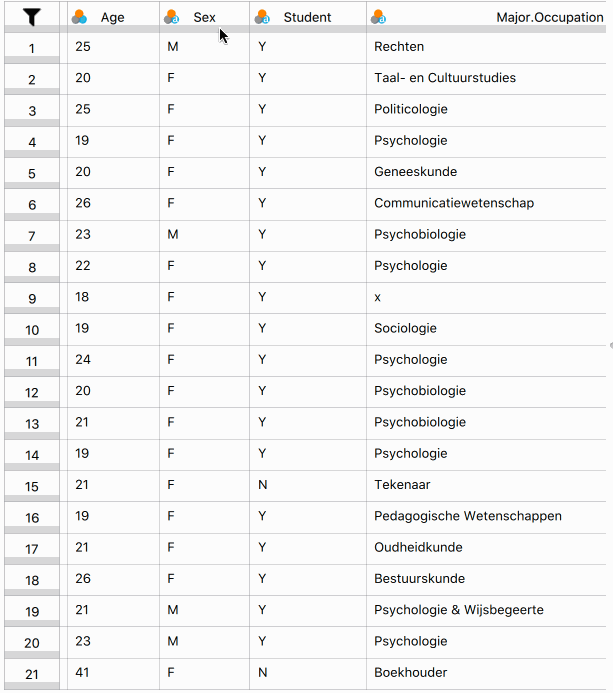 Age Sex Student Major.Occupation
1 25 M Y Rechten
2 20 F Y Taal- en Cultuurstudies
3 25 F Y Politicologie
4 19 F Y Psychologie
5 20 F Y Geneeskunde
6 26 F Y Communicatiewetenschap
7 23 M Y Psychobiologie
8 22 F Y Psychologie
9 18 F Y x
10 19 F Y Sociologie
11 24 F Y Psychologie
12 20 F Y Psychobiologie
13 21 F Y Psychobiologie
14 19 F Y Psychologie
15 21 F N Tekenaar
16 19 F Y Pedagogische Wetenschappen
17 21 F Y Oudheidkunde
18 26 F Y Bestuurskunde
19 21 M Y Psychologie & Wijsbegeerte
20 23 M Y Psychologie
21 41 F N Boekhouder